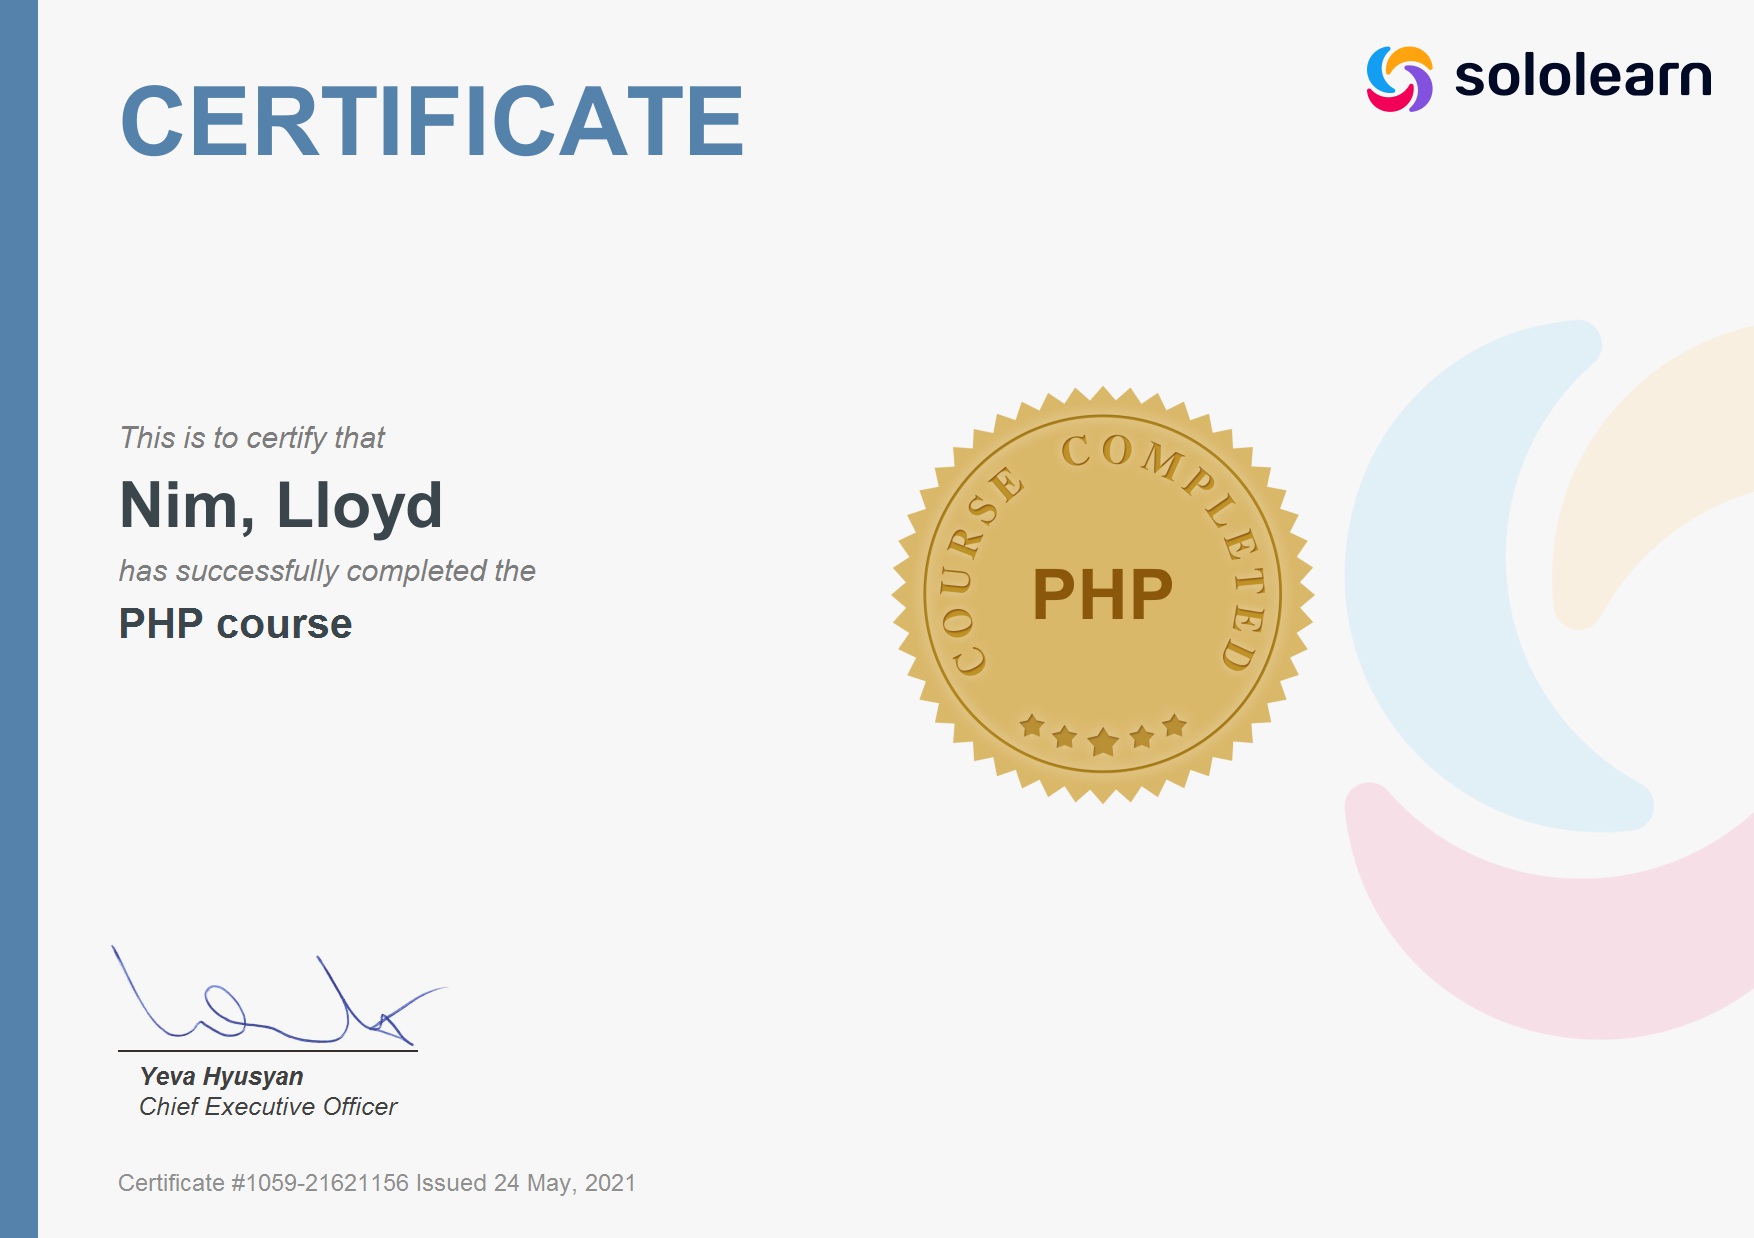 CERTIFICATE
sololearn
This is to certify that
Nim, Lloyd
has successfully completed the
PHP course
COURSE COMPLETED
PHP
Yeva Hyusyan
Chief Executive Officer
Certificate #1059-21621156 Issued 24 May, 2021